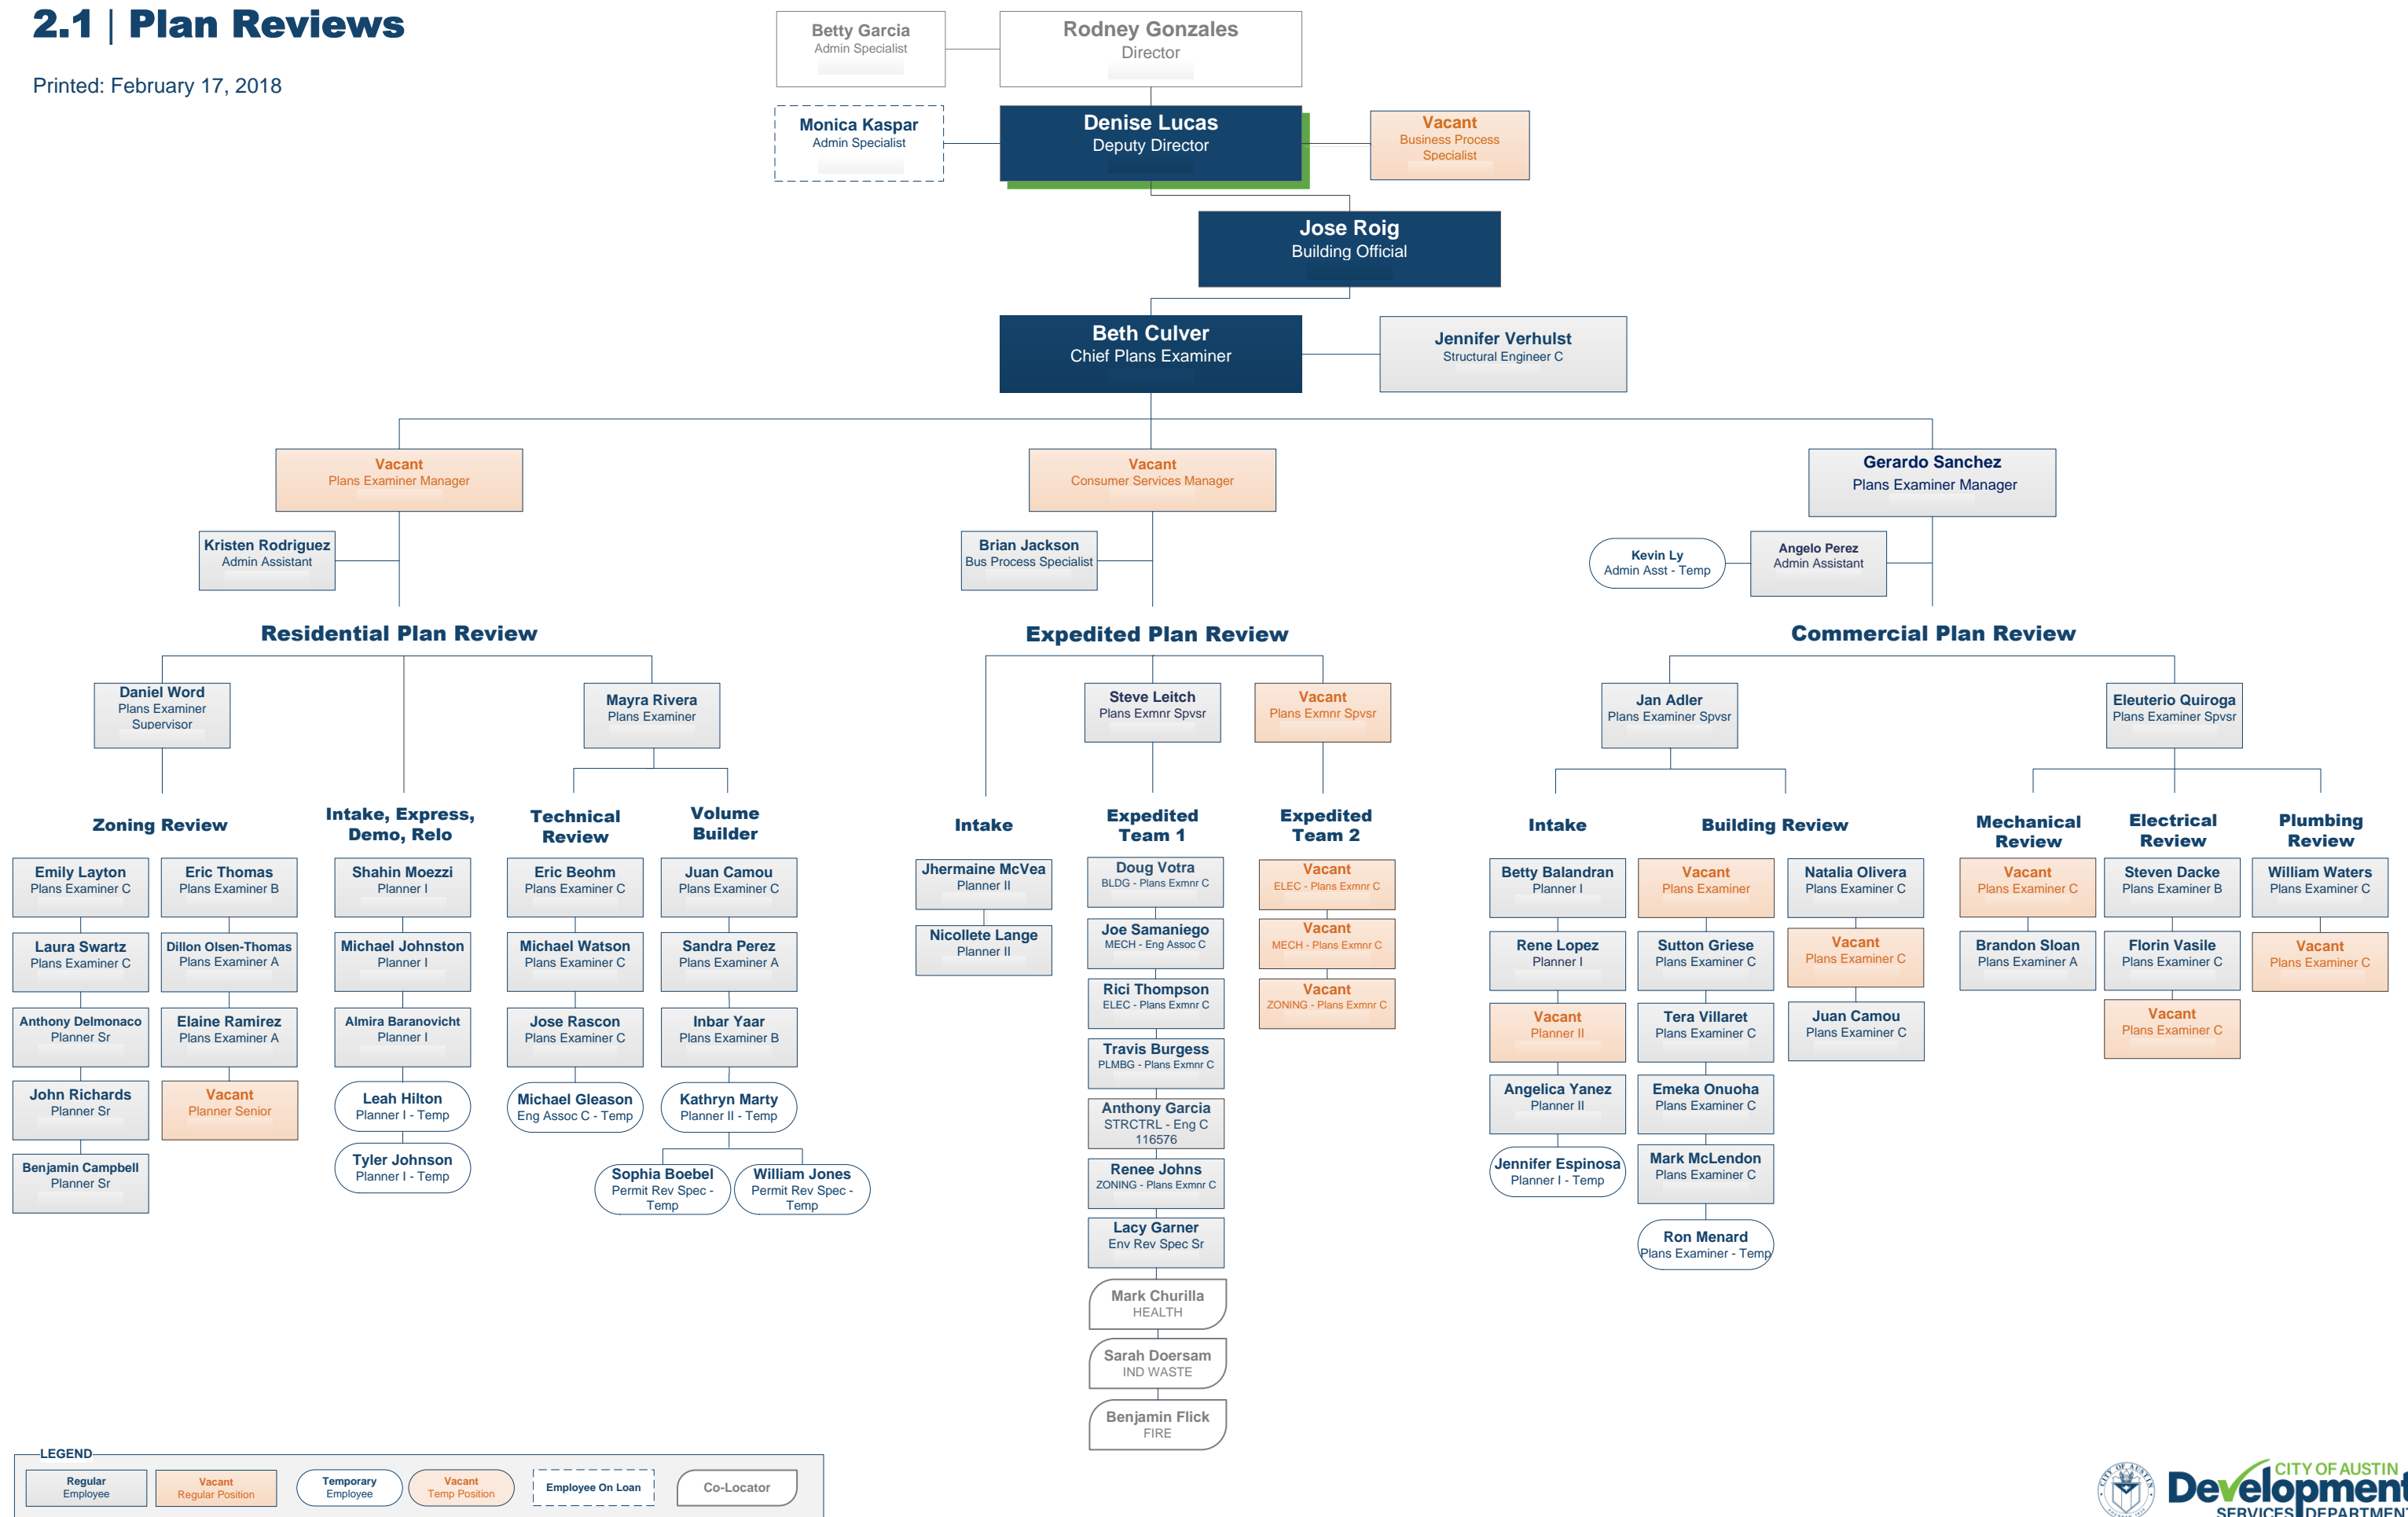 2.1 | Plan Reviews
Printed: February 17, 2018
Betty Garcia
Admin Specialist
Rodney Gonzales
Director
Monica Kaspar
Admin Specialist
Denise Lucas
Deputy Director
Vacant
Business Process
Specialist
Jose Roig
Building Official
Beth Culver
Chief Plans Examiner
Jennifer Verhulst
Structural Engineer C
Vacant
Plans Examiner Manager
Vacant
Consumer Services Manager
Gerardo Sanchez
Plans Examiner Manager
Kristen Rodriguez
Admin Assistant
Brian Jackson
Bus Process Specialist
Kevin Ly
Admin Asst - Temp
Angelo Perez
Admin Assistant
Residential Plan Review
Daniel Word
Plans Examiner
Supervisor
Mayra Rivera
Plans Examiner
Zoning Review
Emily Layton
Plans Examiner C
Laura Swartz
Plans Examiner C
Anthony Delmonaco
Planner Sr
John Richards
Planner Sr
Benjamin Campbell
Planner Sr
Eric Thomas
Plans Examiner B
Dillon Olsen-Thomas
Plans Examiner A
Elaine Ramirez
Plans Examiner A
Vacant
Planner Senior
Intake, Express,
Demo, Relo
Shahin Moezzi
Planner I
Michael Johnston
Planner I
Almira Baranovicht
Planner I
Leah Hilton
Planner I - Temp
Tyler Johnson
Planner I - Temp
Technical
Review
Eric Beohm
Plans Examiner C
Michael Watson
Plans Examiner C
Jose Rascon
Plans Examiner C
Michael Gleason
Eng Assoc C - Temp
Volume
Builder
Juan Camou
Plans Examiner C
Sandra Perez
Plans Examiner A
Inbar Yaar
Plans Examiner B
Kathryn Marty
Planner II - Temp
Sophia Boebel
Permit Rev Spec -
Temp
William Jones
Permit Rev Spec -
Temp
Expedited Plan Review
Steve Leitch
Plans Exmnr Spvsr
Vacant
Plans Exmnr Spvsr
Intake
Jhermaine McVea
Planner II
Nicollete Lange
Planner II
Expedited
Team 1
Doug Votra
BLDG - Plans Exmnr C
Joe Samaniego
MECH - Eng Assoc C
Rici Thompson
ELEC - Plans Exmnr C
Travis Burgess
PLMBG - Plans Exmnr C
Anthony Garcia
STRCTRL - Eng C
116576
Renee Johns
ZONING - Plans Exmnr C
Lacy Garner
Env Rev Spec Sr
Mark Churilla
HEALTH
Sarah Doersam
IND WASTE
Benjamin Flick
FIRE
Expedited
Team 2
Vacant
ELEC - Plans Exmnr C
Vacant
MECH - Plans Exmnr C
Vacant
ZONING - Plans Exmnr C
Commercial Plan Review
Jan Adler
Plans Examiner Spvsr
Eleuterio Quiroga
Plans Examiner Spvsr
Intake
Betty Balandran
Planner I
Rene Lopez
Planner I
Vacant
Planner II
Angelica Yanez
Planner II
Jennifer Espinosa
Planner I - Temp
Building Review
Vacant
Plans Examiner
Sutton Griese
Plans Examiner C
Tera Villaret
Plans Examiner C
Emeka Onuoha
Plans Examiner C
Mark McLendon
Plans Examiner C
Ron Menard
Plans Examiner - Temp
Natalia Olivera
Plans Examiner C
Vacant
Plans Examiner C
Juan Camou
Plans Examiner C
Mechanical
Review
Vacant
Plans Examiner C
Brandon Sloan
Plans Examiner A
Electrical
Review
Steven Dacke
Plans Examiner B
Florin Vasile
Plans Examiner C
Vacant
Plans Examiner C
Plumbing
Review
William Waters
Plans Examiner C
Vacant
Plans Examiner C
LEGEND
Regular
Employee
Vacant
Regular Position
Temporary
Employee
Vacant
Temp Position
Employee On Loan
Co-Locator
CITY OF AUSTIN
CITY OF AUSTIN
Development
SERVICES DEPARTMENT